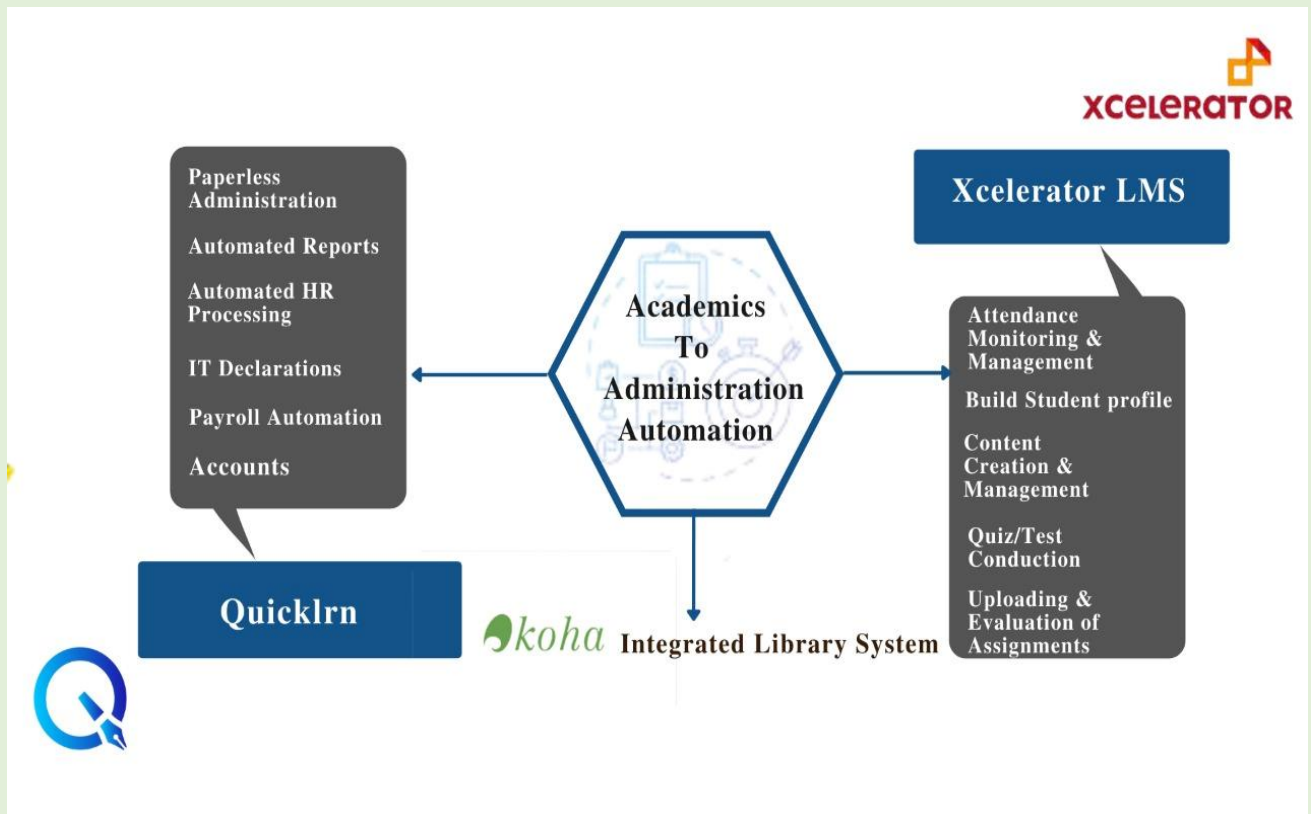 XCELERATOR
Paperless
Administration
Automated Reports
Automated HR
Processing
IT Declarations
Payroll Automation
Accounts
Quicklrn
Academics
To
Administration
Automation
koha Integrated Library System
Xcelerator LMS
Attendance
Monitoring &
Management
Build Student profile
Content
Creation &
Management
Quiz/Test
Conduction
Uploading &
Evaluation of
Assignments